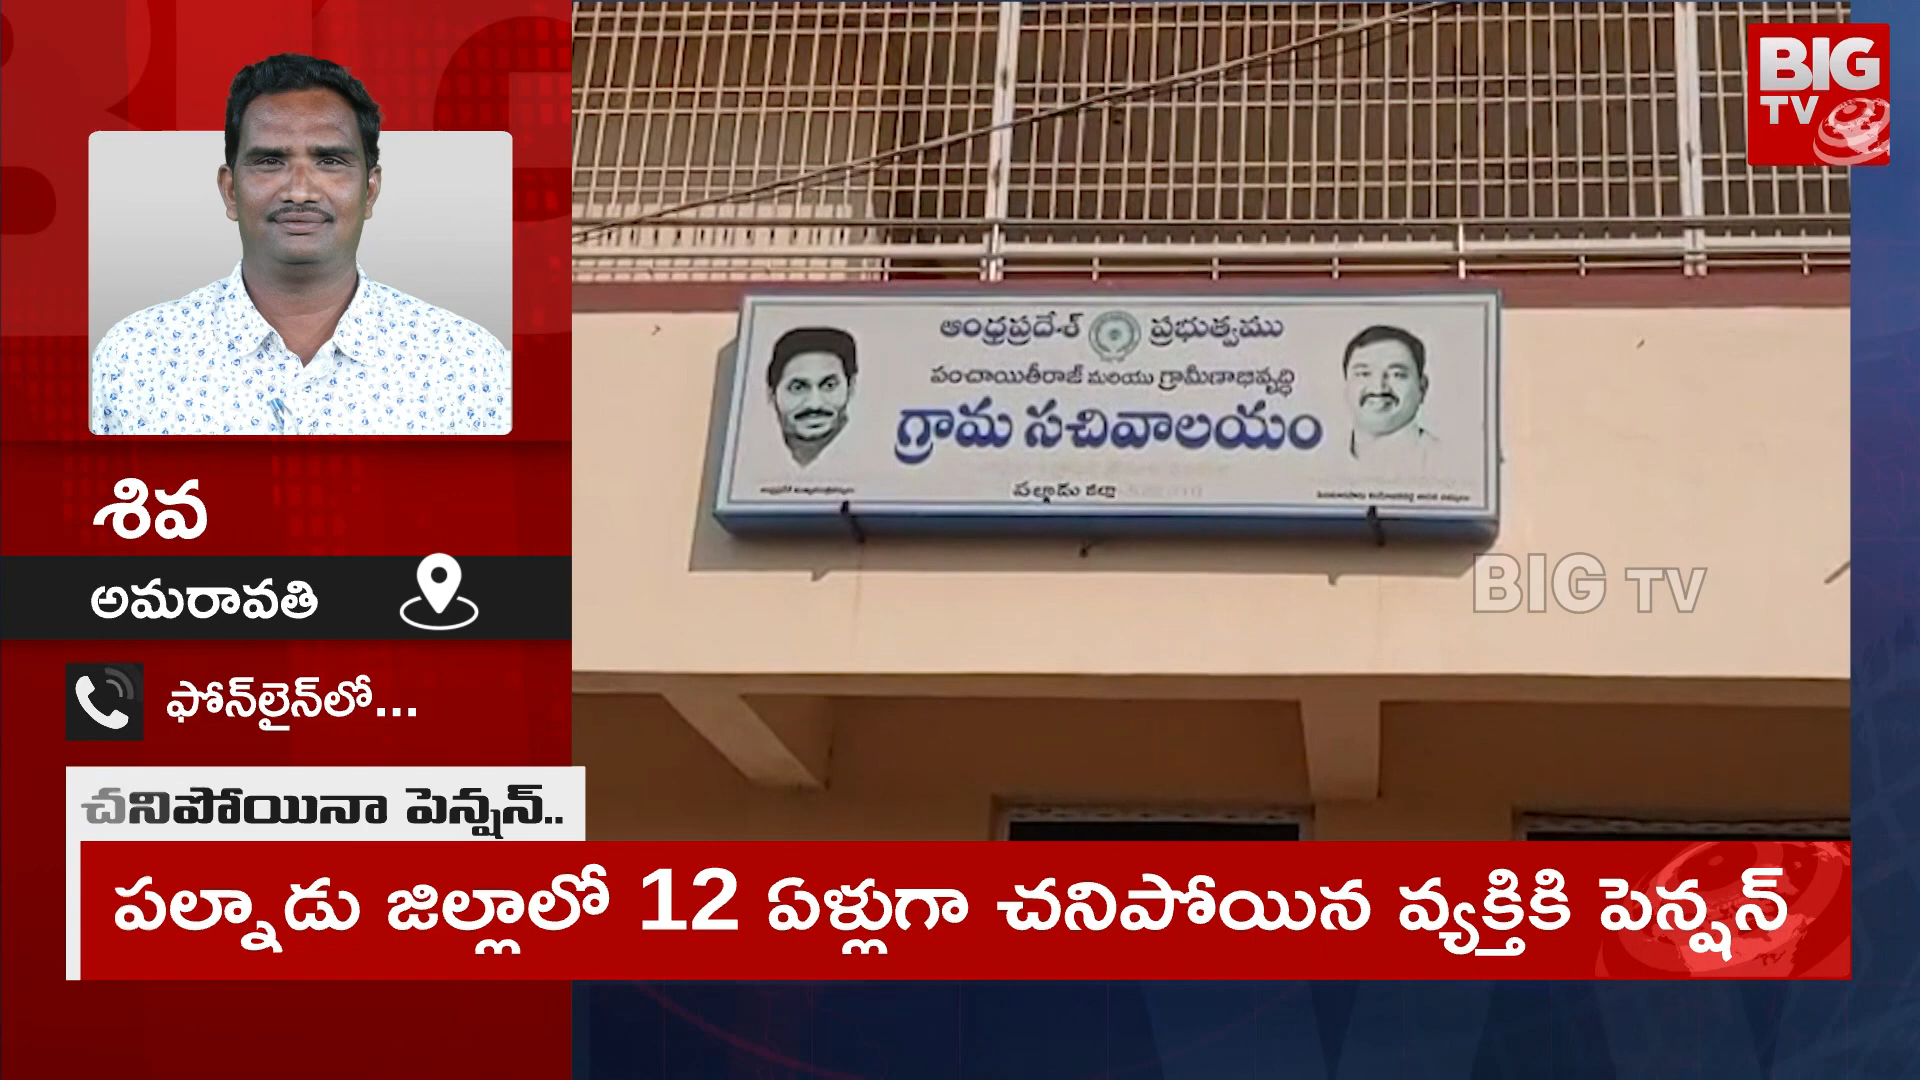 BIG
TV
ఆంధ్రప్రదేశ్ ప్రభుత్వము
పంచాయితీరాజ్ మరియు గ్రామీణాభివృద్ధి
గ్రామ సచివాలయం
పల్నాడు జిల్లా
BIG TV
శివ
అమరావతి
ఫోన్‌లైన్‌లో...
చనిపోయినా పెన్షన్..
పల్నాడు జిల్లాలో 12 ఏళ్లుగా చనిపోయిన వ్యక్తికి పెన్షన్